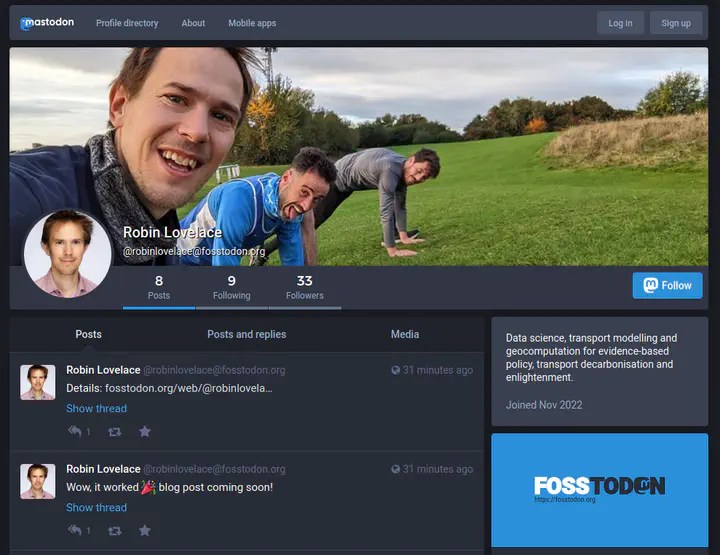 mastodon Profile directory About Mobile apps Log in Sign up
Robin Lovelace
@robinlovelace@fosstodon.org
8 9 33
Posts Following Followers
Follow
Posts Posts and replies Media
Robin Lovelace @robinlovelace@fosstodon.org 31 minutes ago
Details: fosstodon.org/web/@robinlovela…
Show thread
1
Robin Lovelace @robinlovelace@fosstodon.org 31 minutes ago
Wow, it worked 🎉 blog post coming soon!
Show thread
1
Data science, transport modelling and
geocomputation for evidence-based
policy, transport decarbonisation and
enlightenment.
Joined Nov 2022
FOSSTODON
https://fosstodon.org